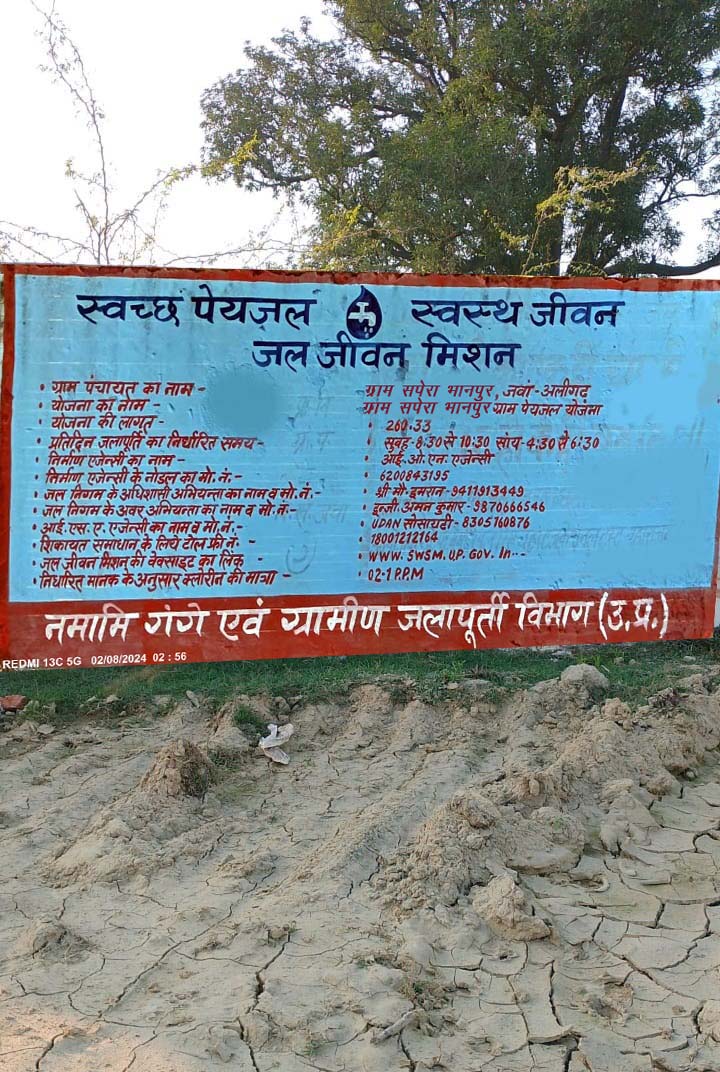 स्वच्छ पेयजल स्वस्थ जीवन
जल जीवन मिशन
• ग्राम पंचायत का नाम - ग्राम सपेरा भानपुर, जवां-अलीगढ़
• योजना का नाम - ग्राम सपेरा भानपुर ग्राम पेयजल योजना
• योजना की लागत - • 260.33
• प्रतिदिन जलापूर्ति का निर्धारित समय - • सुबह - 8:30 से 10:30 सांय - 4:30 से 6:30
• निर्माण एजेन्सी का नाम - • आई.ओ.एन. एजेन्सी
• निर्माण एजेन्सी के नोडल का मो. नं. - • 6200843195
• जल निगम के अधिशासी अभियन्ता का नाम व मो. नं. - • श्री मौ. इमरान - 9411913449
• जल निगम के अवर अभियन्ता का नाम व मो. नं. - • इन्जी. अमन कुमार - 9870666546
• आई.एस.ए. एजेन्सी का नाम व मो. नं. - • UDAN सोसायटी - 8305160876
• शिकायत समाधान के लिये टोल फ्री नं. - • 18001212164
• जल जीवन मिशन की वेबसाइट का लिंक - • WWW. SWSM. U.P. GOV. In --
• निर्धारित मानक के अनुसार क्लोरीन की मात्रा - • 02-1 P.P.M
नमामि गंगे एवं ग्रामीण जलापूर्ती विभाग (उ.प्र.)
REDMI 13C 5G 02/08/2024 02:56